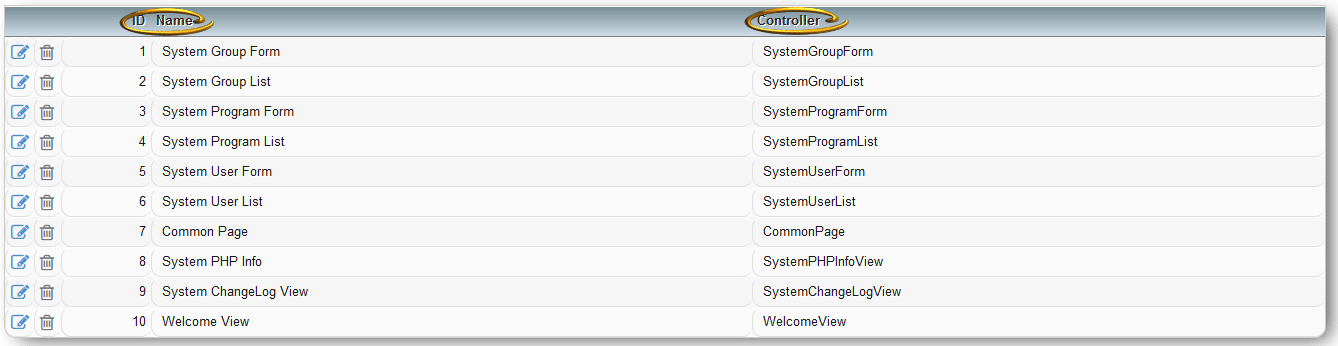 ID Name Controller
1 System Group Form SystemGroupForm
2 System Group List SystemGroupList
3 System Program Form SystemProgramForm
4 System Program List SystemProgramList
5 System User Form SystemUserForm
6 System User List SystemUserList
7 Common Page CommonPage
8 System PHP Info SystemPHPInfoView
9 System ChangeLog View SystemChangeLogView
10 Welcome View WelcomeView